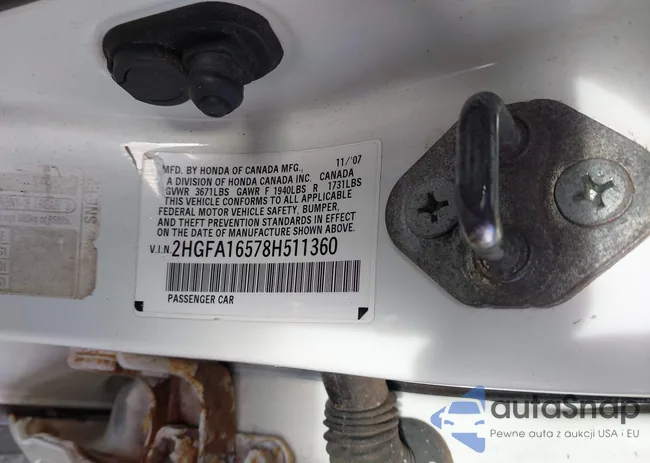 11/'07
MFD. BY HONDA OF CANADA MFG.,
A DIVISION OF HONDA CANADA INC. CANADA
GVWR 3671LBS GAWR F 1940LBS R 1731LBS
THIS VEHICLE CONFORMS TO ALL APPLICABLE
FEDERAL MOTOR VEHICLE SAFETY, BUMPER,
AND THEFT PREVENTION STANDARDS IN EFFECT
ON THE DATE OF MANUFACTURE SHOWN ABOVE.
V.I.N. 2HGFA16578H511360
PASSENGER CAR
autoSnap
Pewne auta z aukcji USA i EU